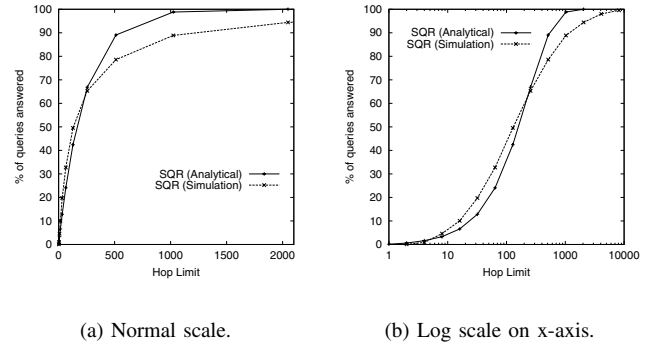 100
90
80
70
60
50
40
30
20
10
0
% of queries answered
SQR (Analytical)
SQR (Simulation)
0 500 1000 1500 2000
Hop Limit
(a) Normal scale.
100
90
80
70
60
50
40
30
20
10
0
% of queries answered
SQR (Analytical)
SQR (Simulation)
1 10 100 1000 10000
Hop Limit
(b) Log scale on x-axis.